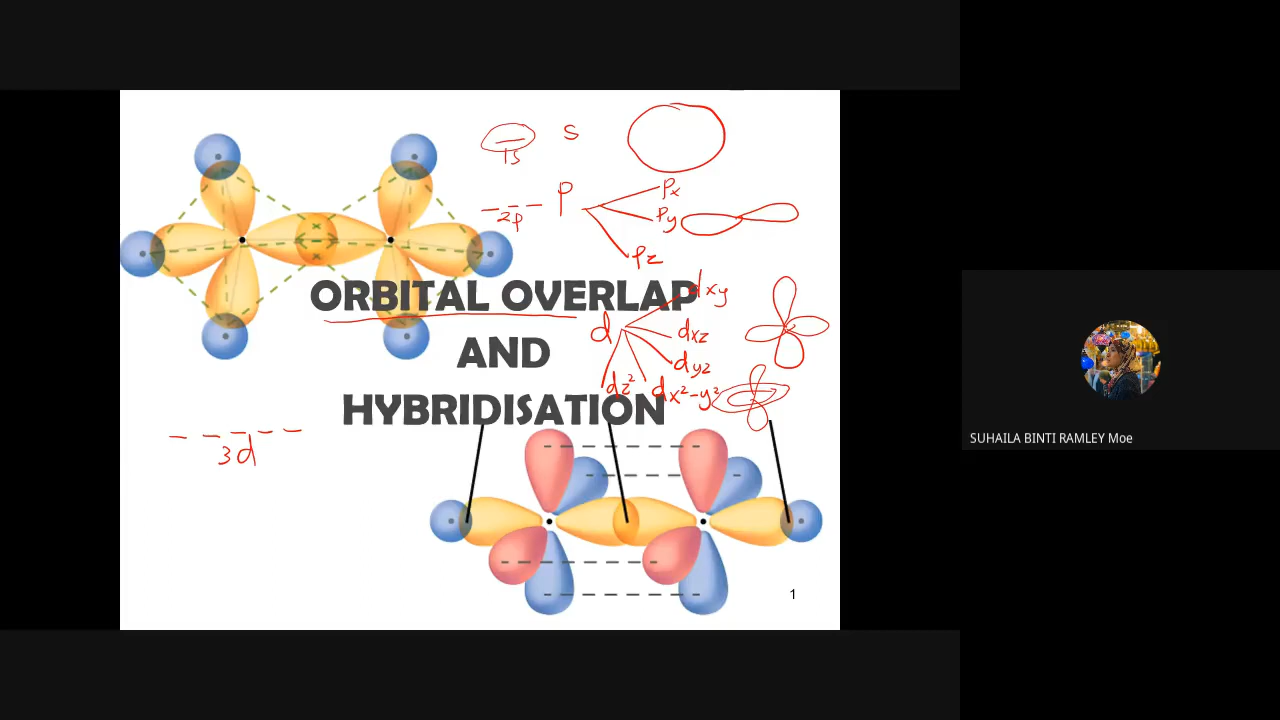 S
1s
P
Px
Py
Pz
2p
ORBITAL OVERLAP
dxy
d
dxz
AND
dyz
dz²
dx²-y²
HYBRIDISATION
3d
SUHAILA BINTI RAMLEY Moe
1